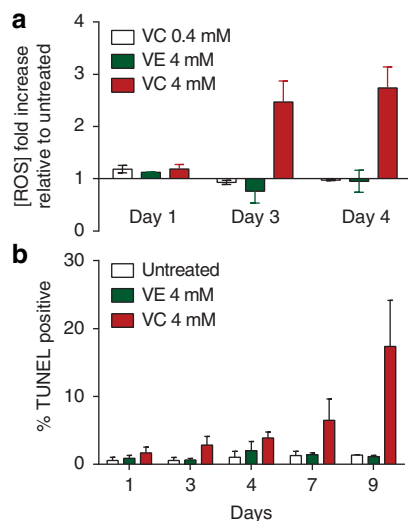 a
VC 0.4 mM
VE 4 mM
VC 4 mM
[ROS] fold increase
relative to untreated
4
3
2
1
0
Day 1 Day 3 Day 4
b
Untreated
VE 4 mM
VC 4 mM
% TUNEL positive
30
20
10
0
1 3 4 7 9
Days